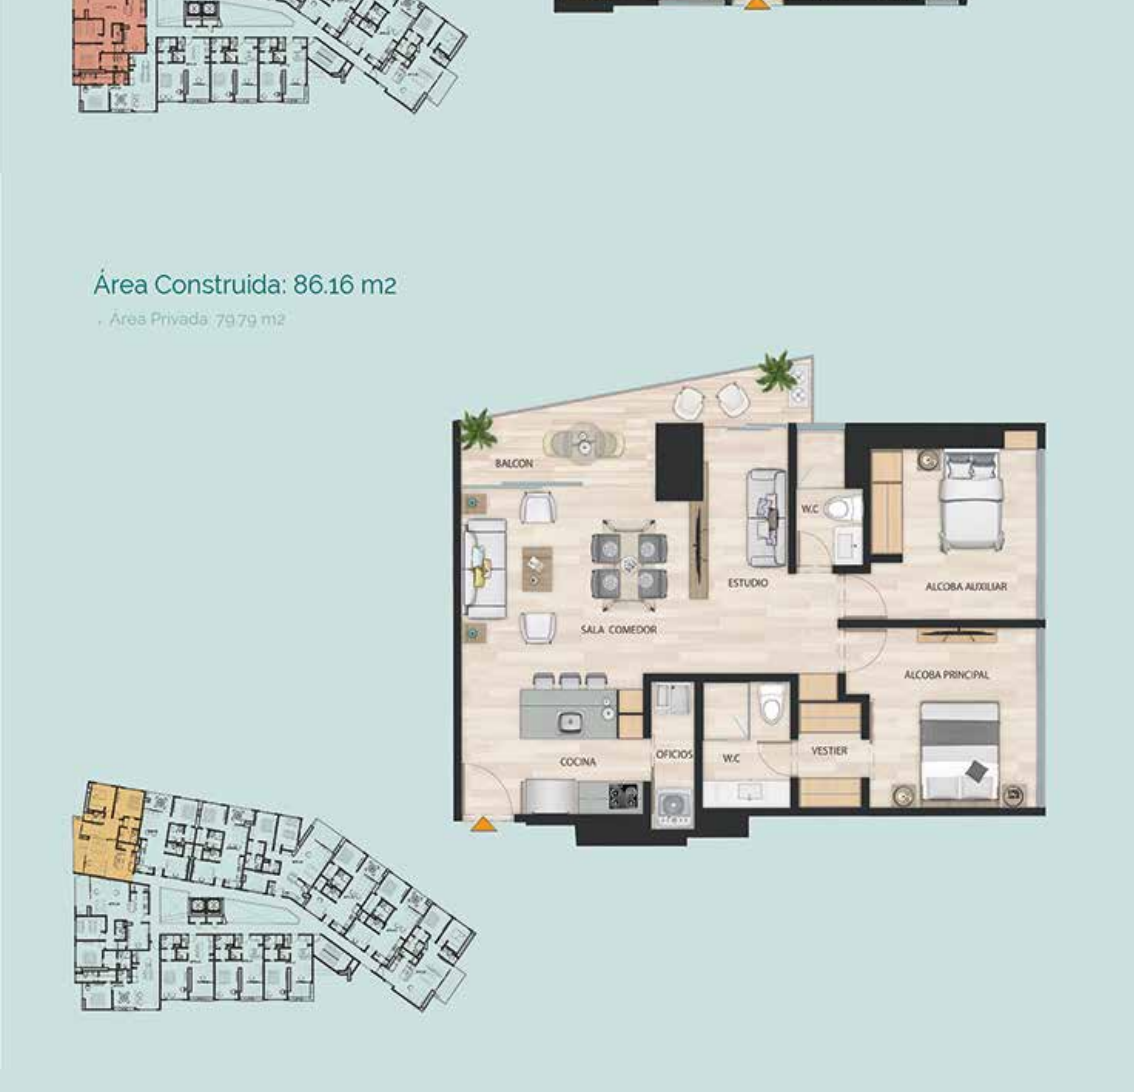 Área Construida: 86.16 m2
Área Privada: 79.79 m2
BALCON
W.C
ESTUDIO
ALCOBA AUXILIAR
SALA COMEDOR
ALCOBA PRINCIPAL
COCINA
OFICIOS
W.C
VESTIER